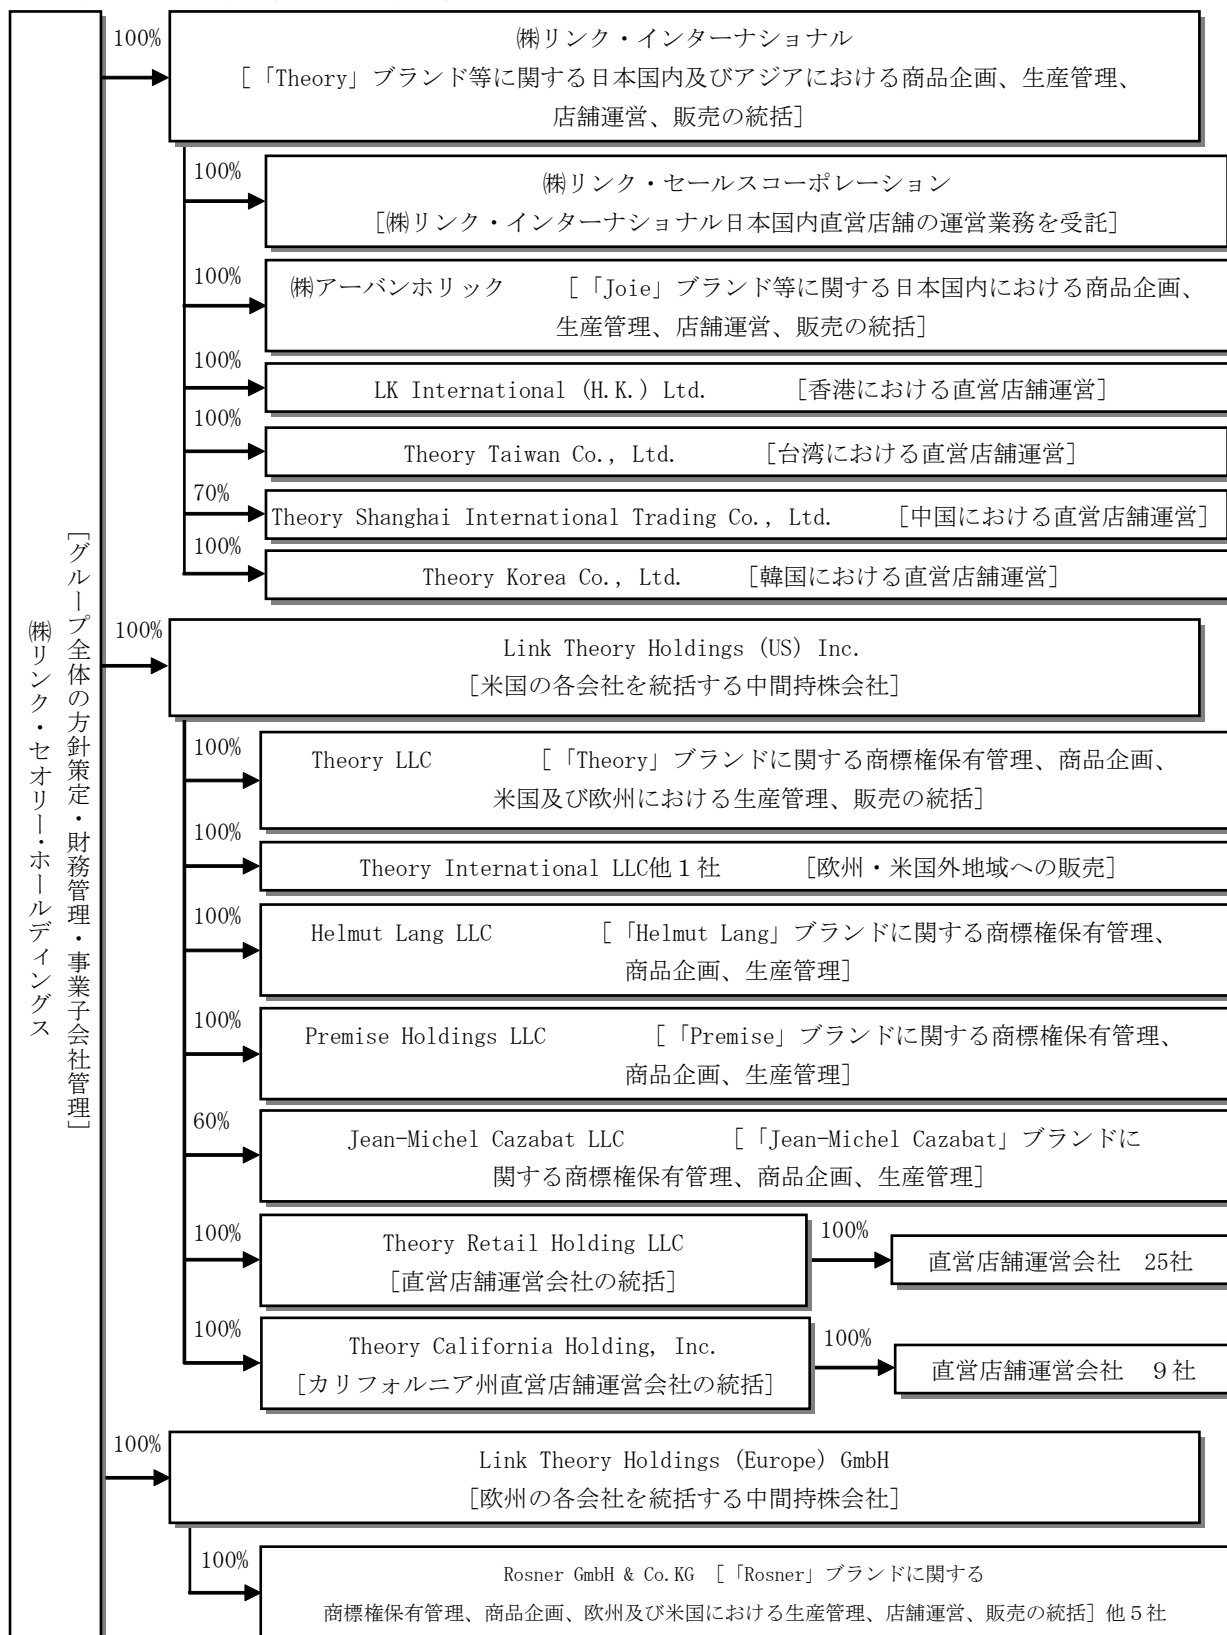 ㈱リンク・セオリー・ホールディングス
［グループ全体の方針策定・財務管理・事業子会社管理］
100%
㈱リンク・インターナショナル
［「Theory」ブランド等に関する日本国内及びアジアにおける商品企画、生産管理、
店舗運営、販売の統括］
100%
㈱リンク・セールスコーポレーション
［㈱リンク・インターナショナル日本国内直営店舗の運営業務を受託］
100%
㈱アーバンホリック　　［「Joie」ブランド等に関する日本国内における商品企画、
生産管理、店舗運営、販売の統括］
100%
LK International (H.K.) Ltd.　　［香港における直営店舗運営］
100%
Theory Taiwan Co., Ltd.　　［台湾における直営店舗運営］
70%
Theory Shanghai International Trading Co., Ltd.　　［中国における直営店舗運営］
100%
Theory Korea Co., Ltd.　　［韓国における直営店舗運営］
100%
Link Theory Holdings (US) Inc.
［米国の各会社を統括する中間持株会社］
100%
Theory LLC　　［「Theory」ブランドに関する商標権保有管理、商品企画、
米国及び欧州における生産管理、販売の統括］
100%
Theory International LLC他１社　　［欧州・米国外地域への販売］
100%
Helmut Lang LLC　　［「Helmut Lang」ブランドに関する商標権保有管理、
商品企画、生産管理］
100%
Premise Holdings LLC　　［「Premise」ブランドに関する商標権保有管理、
商品企画、生産管理］
60%
Jean-Michel Cazabat LLC　　［「Jean-Michel Cazabat」ブランドに
関する商標権保有管理、商品企画、生産管理］
100%
Theory Retail Holding LLC
［直営店舗運営会社の統括］
100%
直営店舗運営会社　25社
100%
Theory California Holding, Inc.
［カリフォルニア州直営店舗運営会社の統括］
100%
直営店舗運営会社　９社
100%
Link Theory Holdings (Europe) GmbH
［欧州の各会社を統括する中間持株会社］
100%
Rosner GmbH & Co.KG ［「Rosner」ブランドに関する
商標権保有管理、商品企画、欧州及び米国における生産管理、店舗運営、販売の統括］他５社